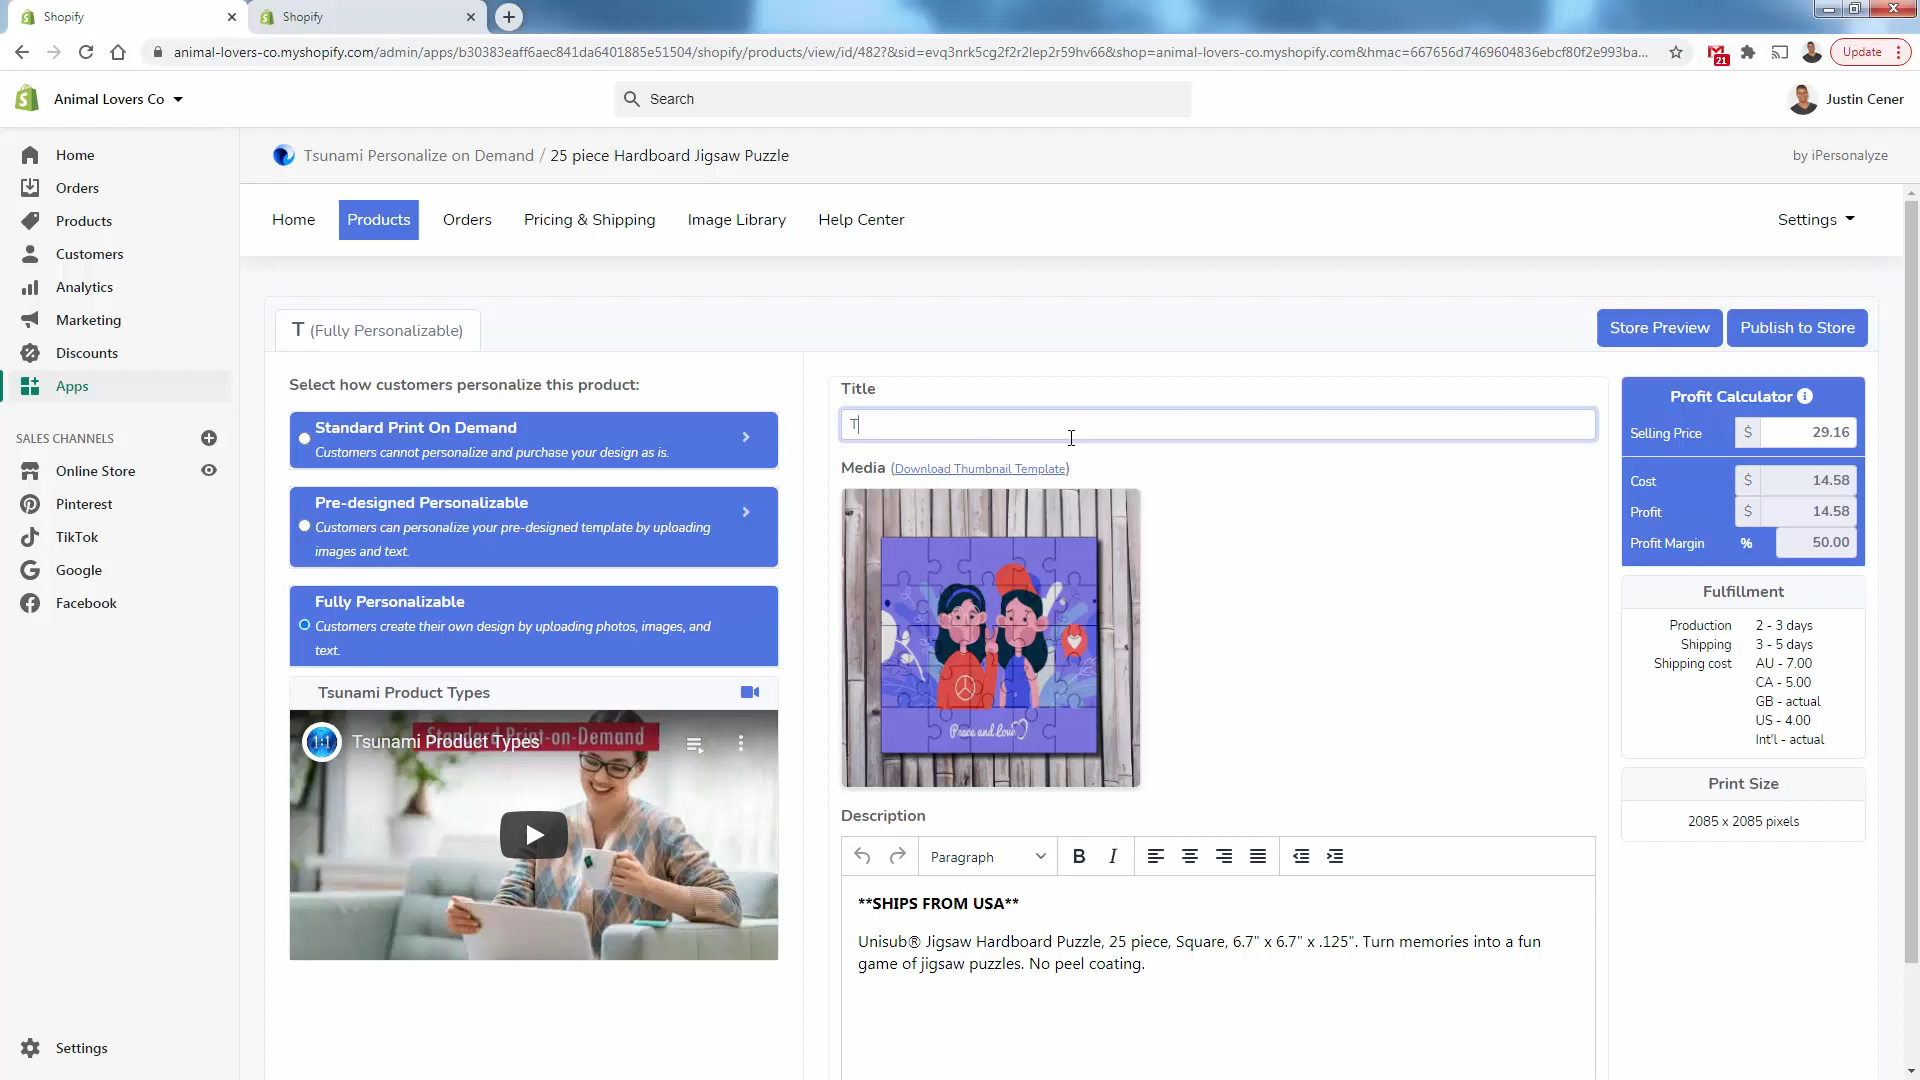 Shopify
Shopify
animal-lovers-co.myshopify.com/admin/apps/b30383eaff6aec841da6401885e51504/shopify/products/view/id/482?&sid=evq3nrk5cg2f2r2lep2r59hv66&shop=animal-lovers-co.myshopify.com&hmac=667656d7469604836ebcf80f2e993ba...
21
Update
Animal Lovers Co
Search
Justin Cener
Home
Orders
Products
Customers
Analytics
Marketing
Discounts
Apps
SALES CHANNELS
Online Store
Pinterest
TikTok
Google
Facebook
Settings
Tsunami Personalize on Demand / 25 piece Hardboard Jigsaw Puzzle
by iPersonalyze
Home
Products
Orders
Pricing & Shipping
Image Library
Help Center
Settings
T (Fully Personalizable)
Store Preview
Publish to Store
Select how customers personalize this product:
Standard Print On Demand
Customers cannot personalize and purchase your design as is.
Pre-designed Personalizable
Customers can personalize your pre-designed template by uploading
images and text.
Fully Personalizable
Customers create their own design by uploading photos, images, and
text.
Tsunami Product Types
Standard Print-on-Demand
1:1
Tsunami Product Types
Title
T
Media (Download Thumbnail Template)
Peace and Love
Description
Paragraph
B I
**SHIPS FROM USA**
Unisub® Jigsaw Hardboard Puzzle, 25 piece, Square, 6.7" x 6.7" x .125". Turn memories into a fun
game of jigsaw puzzles. No peel coating.
Profit Calculator
Selling Price $ 29.16
Cost $ 14.58
Profit $ 14.58
Profit Margin % 50.00
Fulfillment
Production 2 - 3 days
Shipping 3 - 5 days
Shipping cost AU - 7.00
CA - 5.00
GB - actual
US - 4.00
Int'l - actual
Print Size
2085 x 2085 pixels